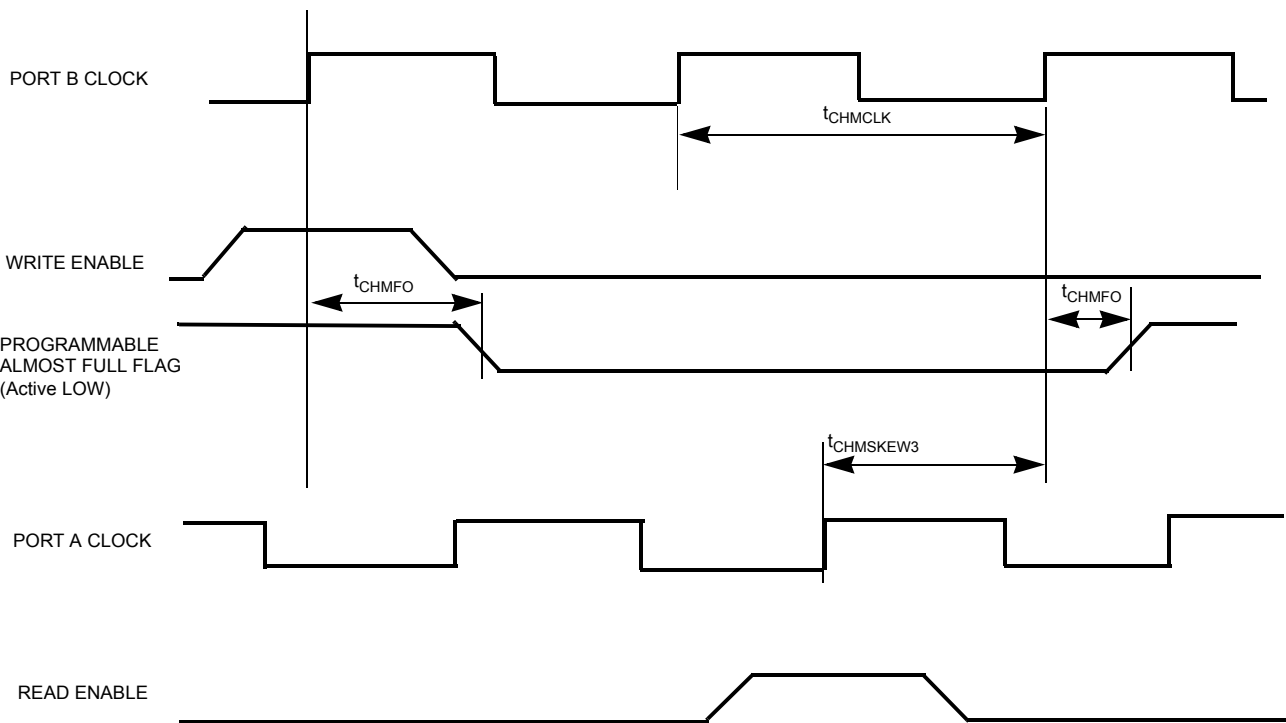 PORT B CLOCK
tCHMCLK
WRITE ENABLE
tCHMFO
tCHMFO
PROGRAMMABLE
ALMOST FULL FLAG
(Active LOW)
tCHMSKEW3
PORT A CLOCK
READ ENABLE